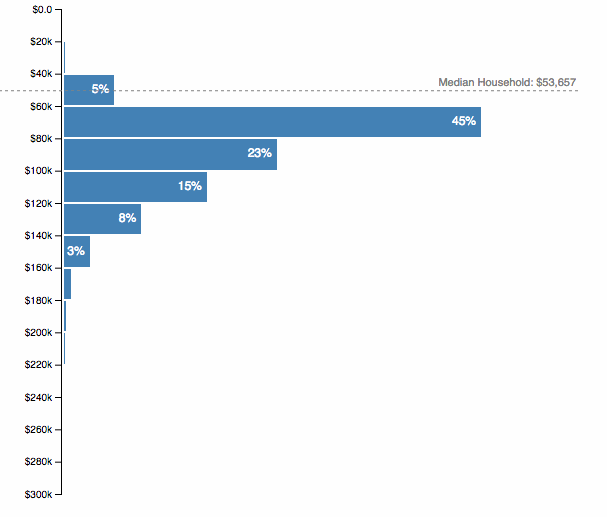 $0.0
$20k
$40k
Median Household: $53,657
5%
$60k
45%
$80k
23%
$100k
15%
$120k
8%
$140k
3%
$160k
$180k
$200k
$220k
$240k
$260k
$280k
$300k